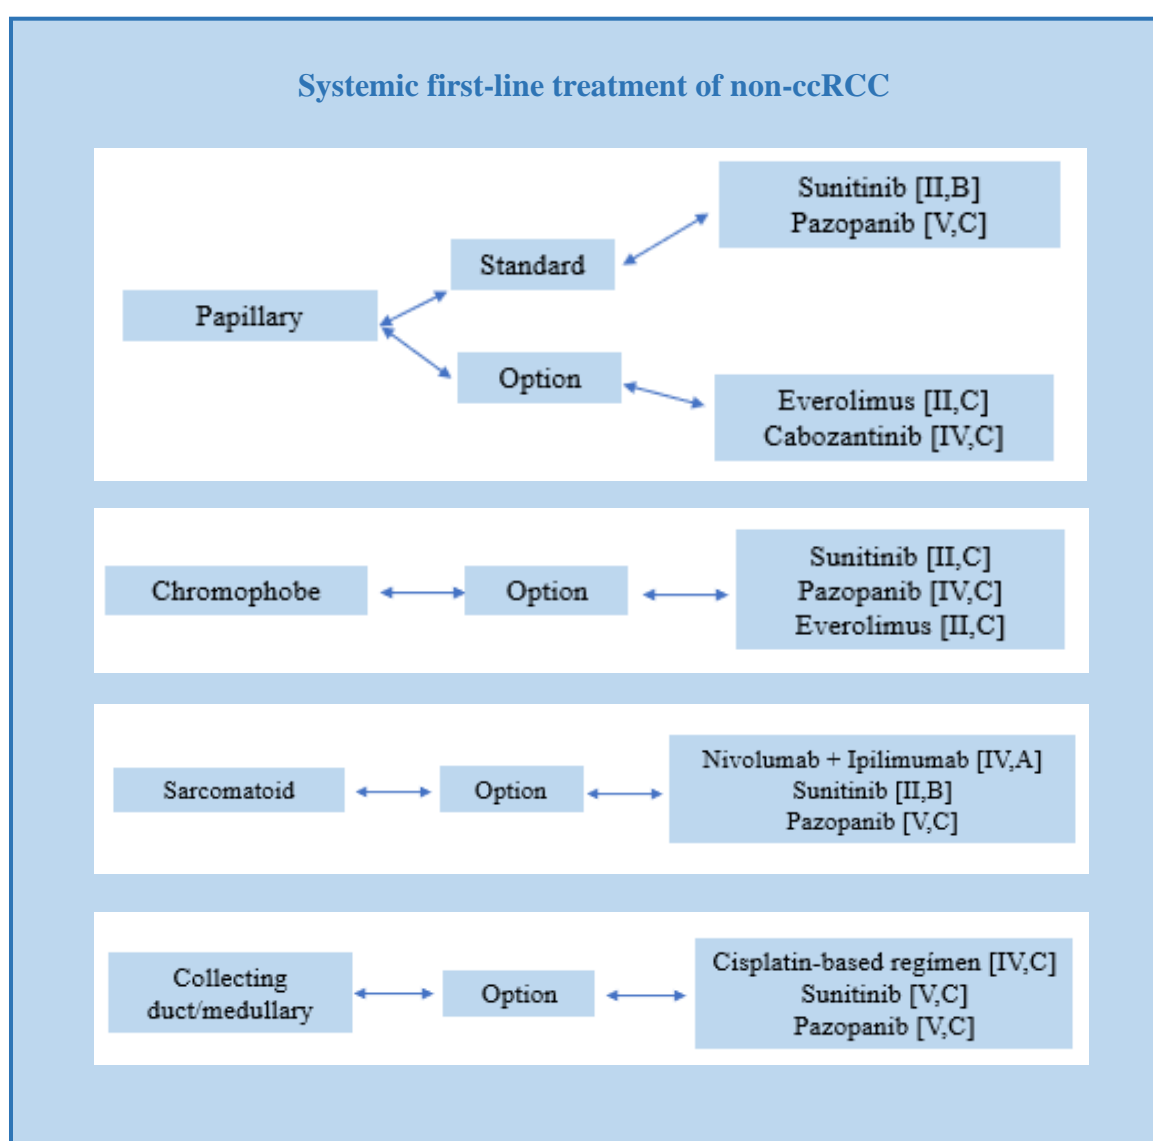 Systemic first-line treatment of non-ccRCC
Papillary
Standard
Sunitinib [II,B]
Pazopanib [V,C]
Option
Everolimus [II,C]
Cabozantinib [IV,C]
Chromophobe
Option
Sunitinib [II,C]
Pazopanib [IV,C]
Everolimus [II,C]
Sarcomatoid
Option
Nivolumab + Ipilimumab [IV,A]
Sunitinib [II,B]
Pazopanib [V,C]
Collecting
duct/medullary
Option
Cisplatin-based regímen [IV,C]
Sunitinib [V,C]
Pazopanib [V,C]